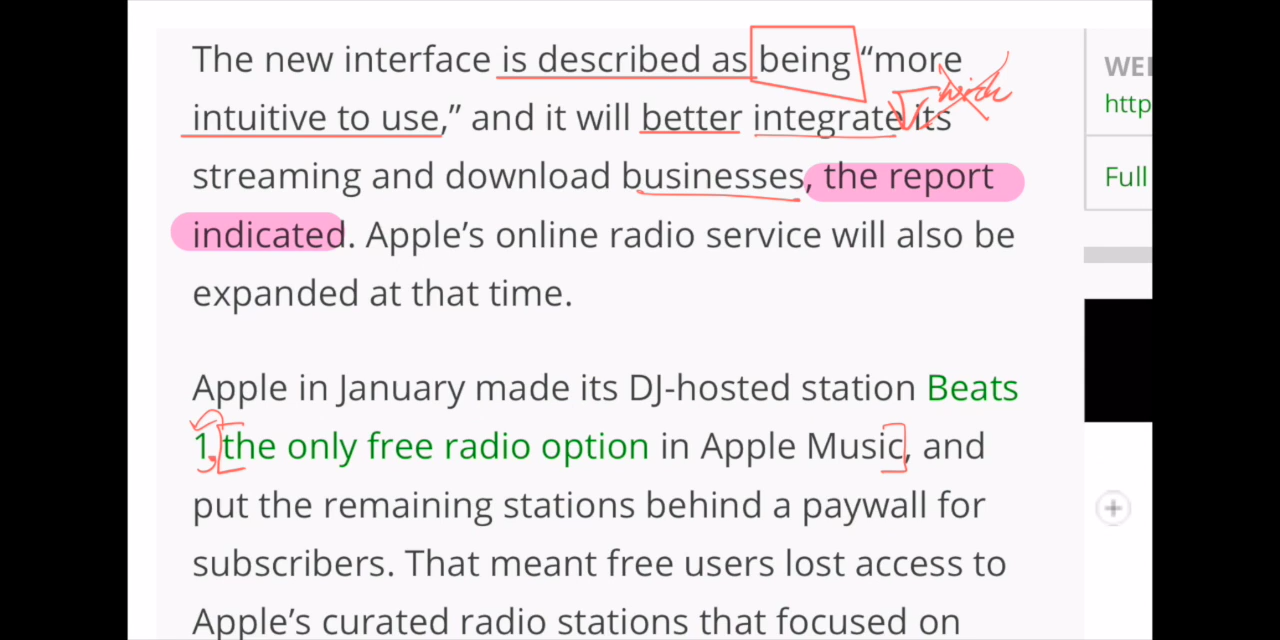 The new interface is described as being “more
intuitive to use,” and it will better integrate its
with
streaming and download businesses, the report
indicated. Apple’s online radio service will also be
expanded at that time.
Apple in January made its DJ-hosted station Beats
1, the only free radio option in Apple Music, and
put the remaining stations behind a paywall for
subscribers. That meant free users lost access to
Apple’s curated radio stations that focused on
http
Full